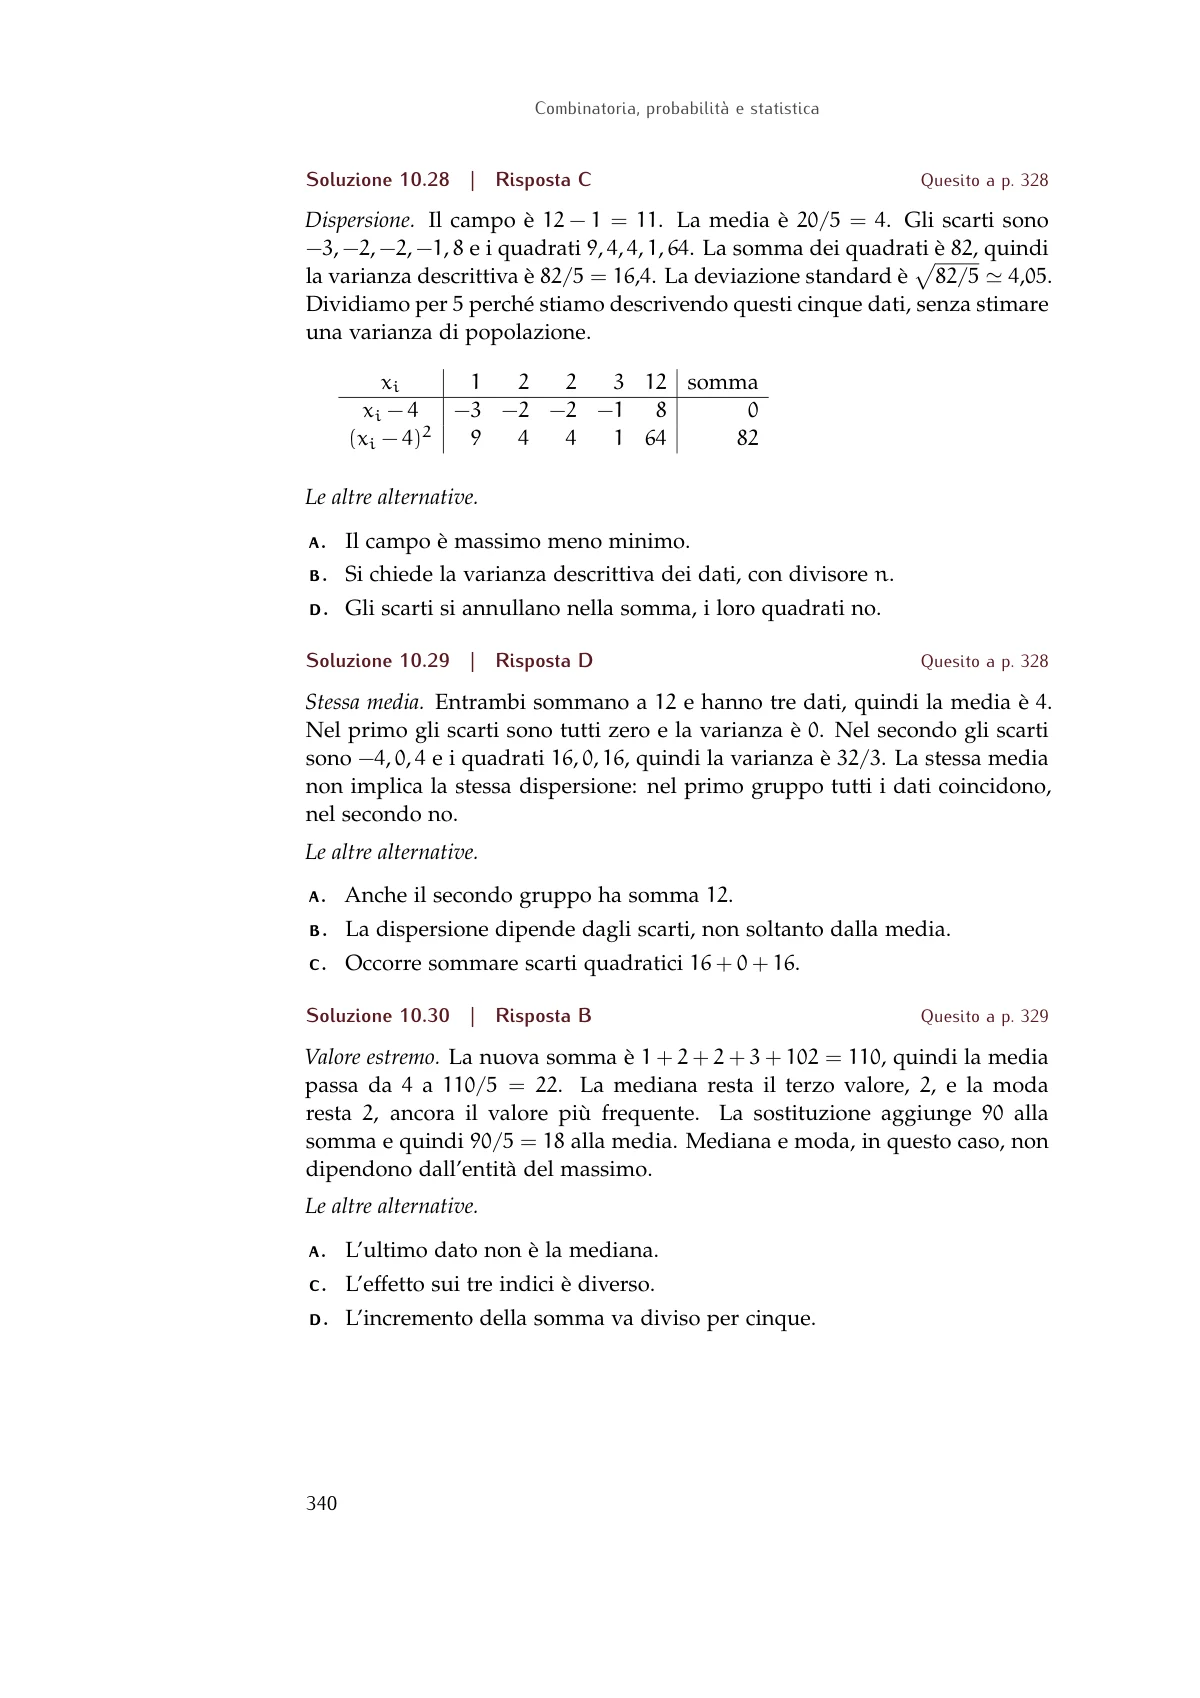 Combinatoria, probabilità e statistica
Soluzione 10.28 | Risposta C Quesito a p. 328
Dispersione. Il campo è 12 − 1 = 11. La media è 20/5 = 4. Gli scarti sono
−3, −2, −2, −1, 8 e i quadrati 9, 4, 4, 1, 64. La somma dei quadrati è 82, quindi
la varianza descrittiva è 82/5 = 16,4. La deviazione standard è √82/5 ≃ 4,05.
Dividiamo per 5 perché stiamo descrivendo questi cinque dati, senza stimare
una varianza di popolazione.
xᵢ 1 2 2 3 12 somma
xᵢ − 4 −3 −2 −2 −1 8 0
(xᵢ − 4)² 9 4 4 1 64 82
Le altre alternative.
A. Il campo è massimo meno minimo.
B. Si chiede la varianza descrittiva dei dati, con divisore n.
D. Gli scarti si annullano nella somma, i loro quadrati no.
Soluzione 10.29 | Risposta D Quesito a p. 328
Stessa media. Entrambi sommano a 12 e hanno tre dati, quindi la media è 4.
Nel primo gli scarti sono tutti zero e la varianza è 0. Nel secondo gli scarti
sono −4, 0, 4 e i quadrati 16, 0, 16, quindi la varianza è 32/3. La stessa media
non implica la stessa dispersione: nel primo gruppo tutti i dati coincidono,
nel secondo no.
Le altre alternative.
A. Anche il secondo gruppo ha somma 12.
B. La dispersione dipende dagli scarti, non soltanto dalla media.
C. Occorre sommare scarti quadratici 16 + 0 + 16.
Soluzione 10.30 | Risposta B Quesito a p. 329
Valore estremo. La nuova somma è 1 + 2 + 2 + 3 + 102 = 110, quindi la media
passa da 4 a 110/5 = 22. La mediana resta il terzo valore, 2, e la moda
resta 2, ancora il valore più frequente. La sostituzione aggiunge 90 alla
somma e quindi 90/5 = 18 alla media. Mediana e moda, in questo caso, non
dipendono dall'entità del massimo.
Le altre alternative.
A. L'ultimo dato non è la mediana.
C. L'effetto sui tre indici è diverso.
D. L'incremento della somma va diviso per cinque.
340